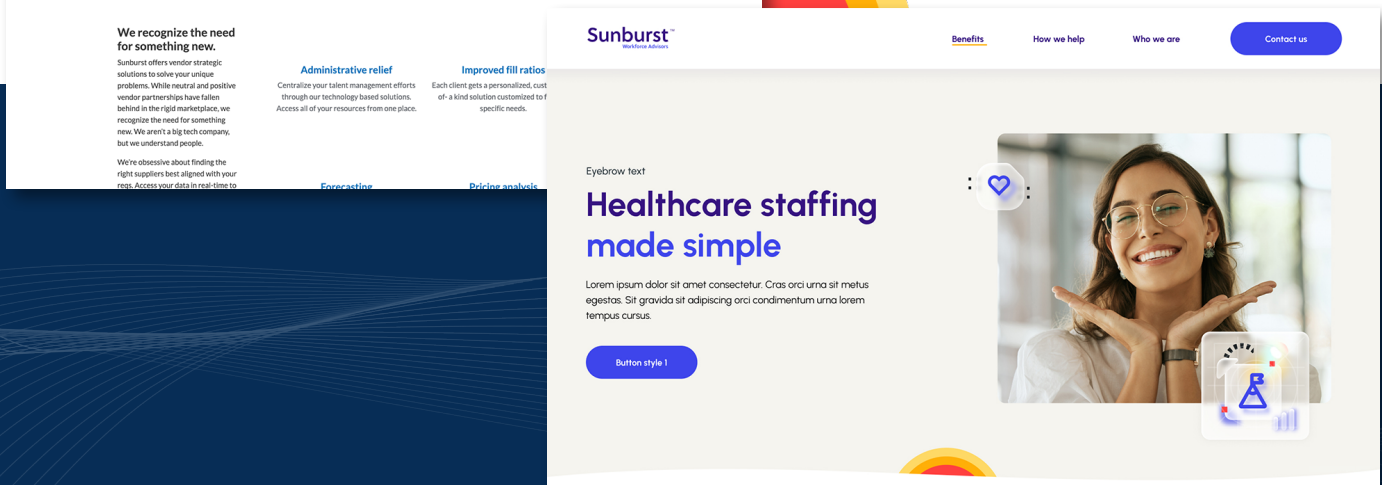 We recognize the need
for something new.
Sunburst offers vendor strategic
solutions to solve your unique
problems. While neutral and positive
vendor partnerships have fallen
behind in the rigid marketplace, we
recognize the need for something
new. We aren't a big tech company,
but we understand people.
We're obsessive about finding the
right suppliers best aligned with your
reqs. Access your data in real-time to
Administrative relief
Centralize your talent management efforts
through our technology based solutions.
Access all of your resources from one place.
Improved fill ratios
Each client gets a personalized,
of- a kind solution customized to
specific needs.
Forecasting
Pricing analysis
Sunburst™
Workforce Advisors
Benefits
How we help
Who we are
Contact us
Eyebrow text
Healthcare staffing
made simple
Lorem ipsum dolor sit amet consectetur. Cras orci urna sit metus
egestas. Sit gravida sit adipiscing orci condimentum urna lorem
tempus cursus.
Button style 1